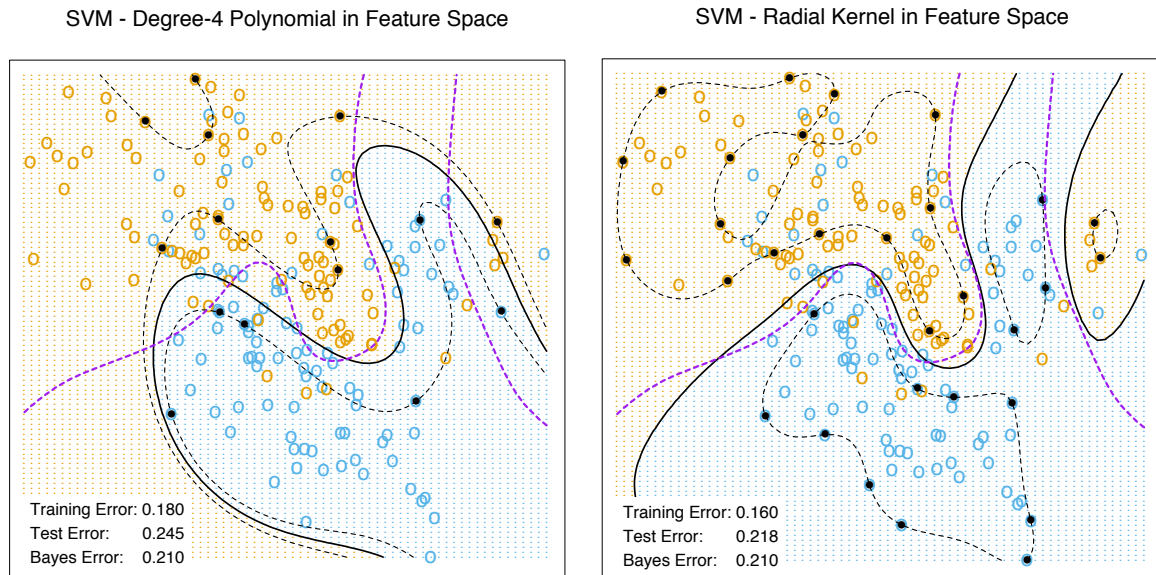 SVM - Degree-4 Polynomial in Feature Space
Training Error: 0.180
Test Error: 0.245
Bayes Error: 0.210
SVM - Radial Kernel in Feature Space
Training Error: 0.160
Test Error: 0.218
Bayes Error: 0.210